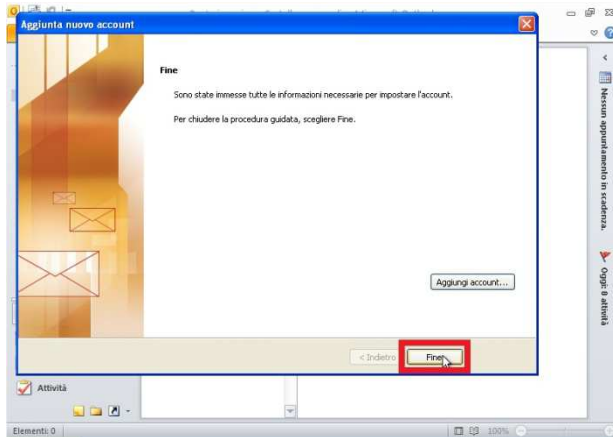 Aggiunta nuovo account
Fine
Sono state immesse tutte le informazioni necessarie per impostare l'account.
Per chiudere la procedura guidata, scegliere Fine.
Aggiungi account...
< Indietro
Fine
Nessun appuntamento in scadenza.
Oggi: 0 attività
Attività
Elementi: 0
100%